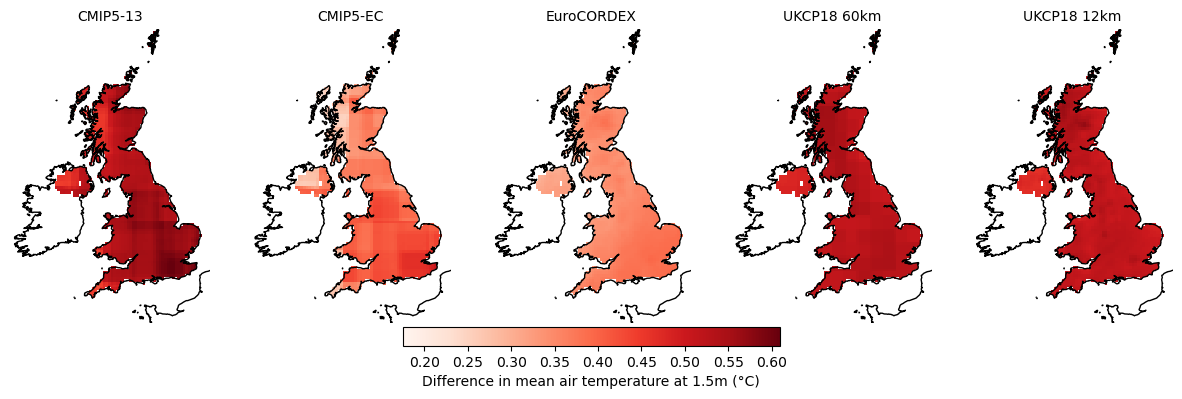 CMIP5-13 CMIP5-EC EuroCORDEX UKCP18 60km UKCP18 12km
0.20 0.25 0.30 0.35 0.40 0.45 0.50 0.55 0.60
Difference in mean air temperature at 1.5m (°C)